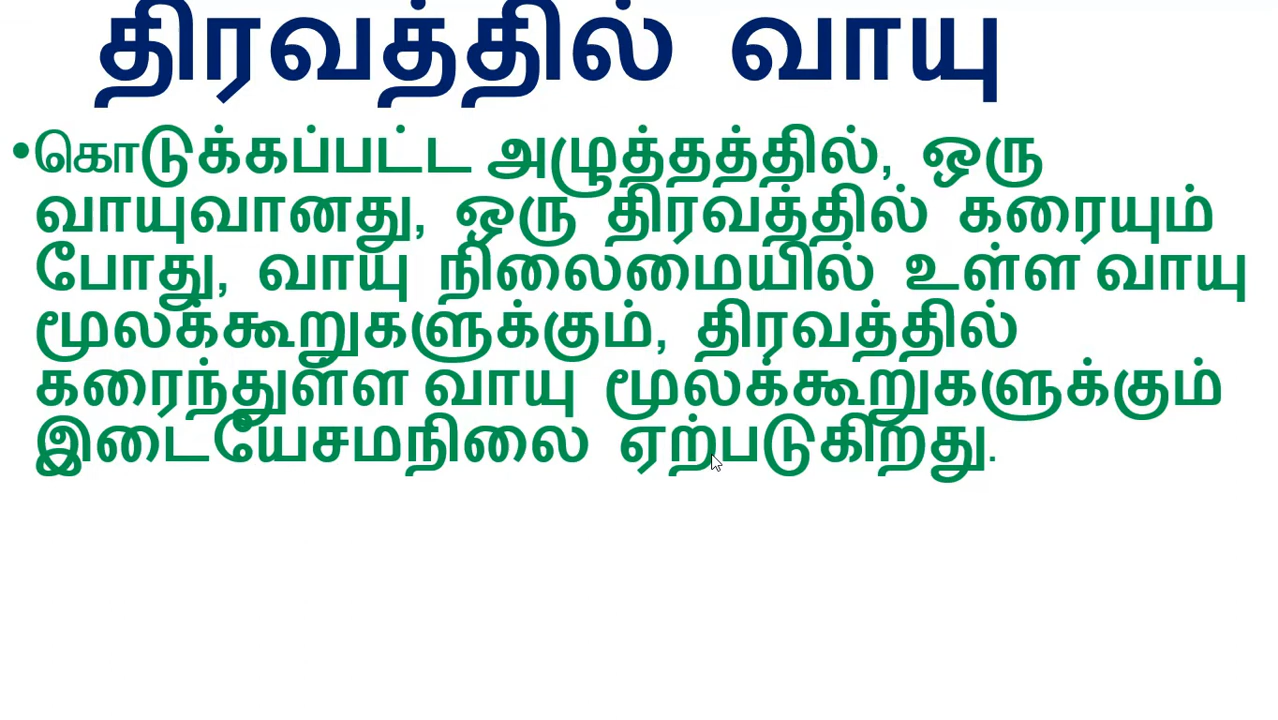 திரவத்தில் வாயு
•கொடுக்கப்பட்ட அழுத்தத்தில், ஒரு
வாயுவானது, ஒரு திரவத்தில் கரையும்
போது, வாயு நிலைமையில் உள்ள வாயு
மூலக்கூறுகளுக்கும், திரவத்தில்
கரைந்துள்ள வாயு மூலக்கூறுகளுக்கும்
இடையேசமநிலை ஏற்படுகிறது.